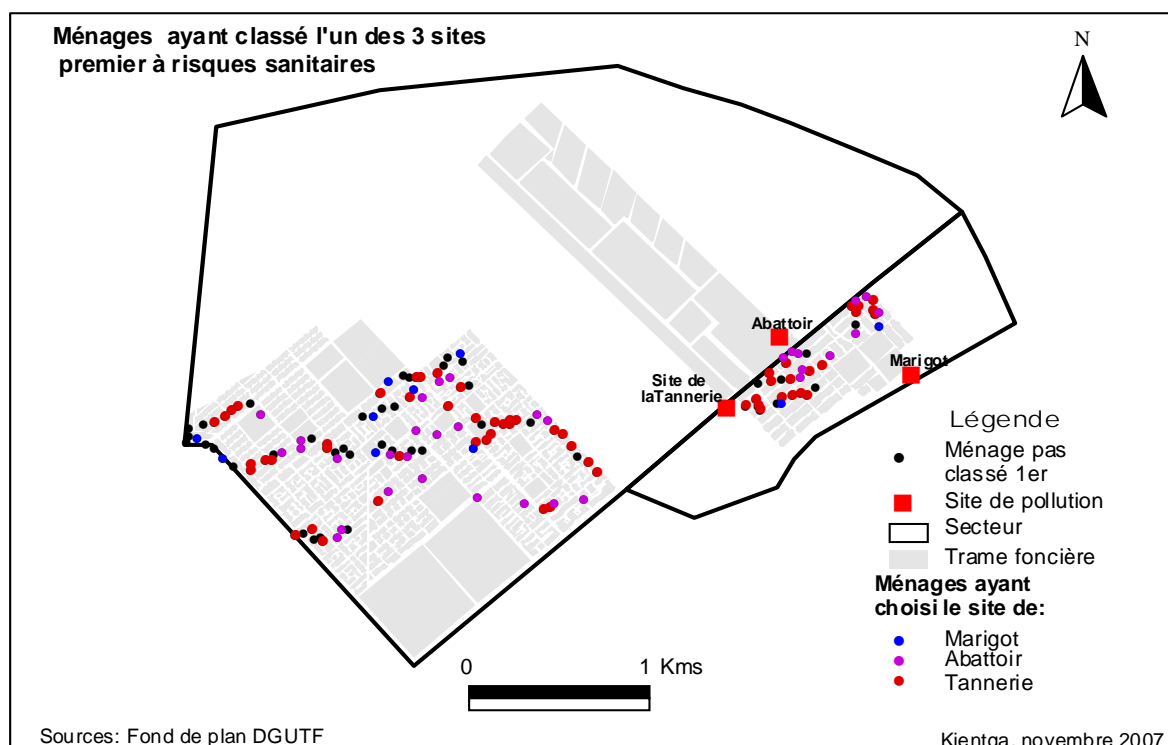 Ménages ayant classé l'un des 3 sites
premier à risques sanitaires
N
Abattoir
Marigot
Site de
laTannerie
Légende
Ménage pas
classé 1er
Site de pollution
Secteur
Trame foncière
Ménages ayant
choisi le site de:
Marigot
Abattoir
Tannerie
0 1 Kms
Sources: Fond de plan DGUTF
Kientga, novembre 2007